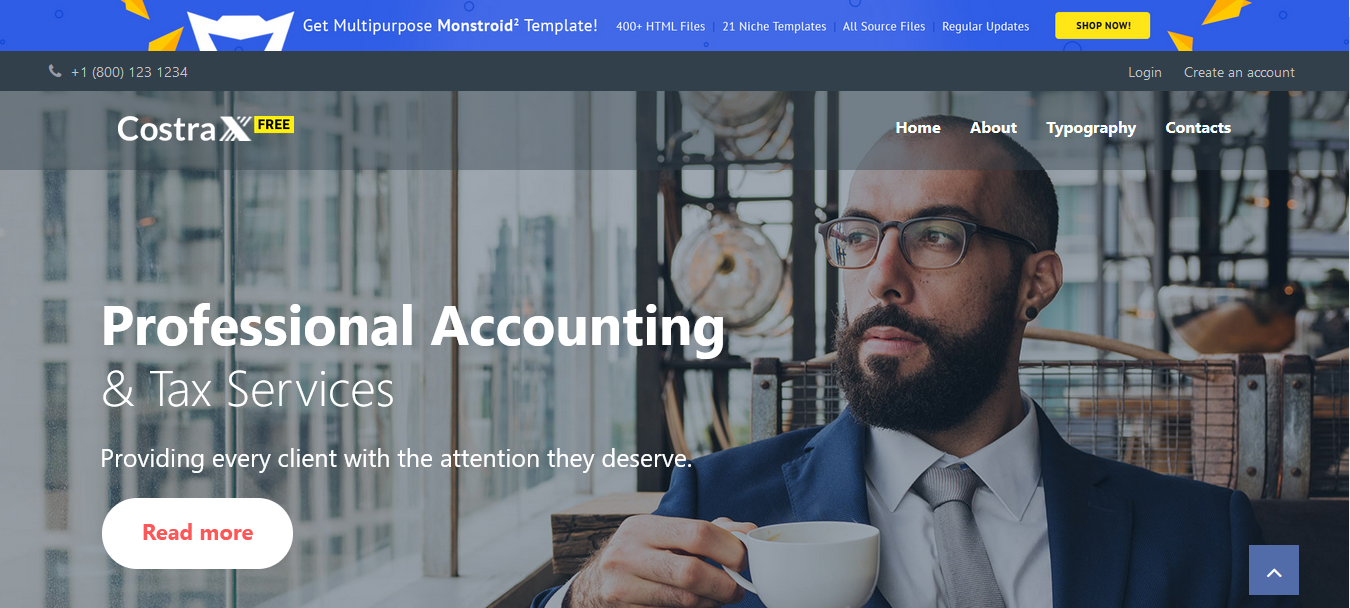 Get Multipurpose Monstroid² Template! 400+ HTML Files | 21 Niche Templates | All Source Files | Regular Updates SHOP NOW!
+1 (800) 123 1234 Login Create an account
CostraX FREE Home About Typography Contacts
Professional Accounting
& Tax Services
Providing every client with the attention they deserve.
Read more